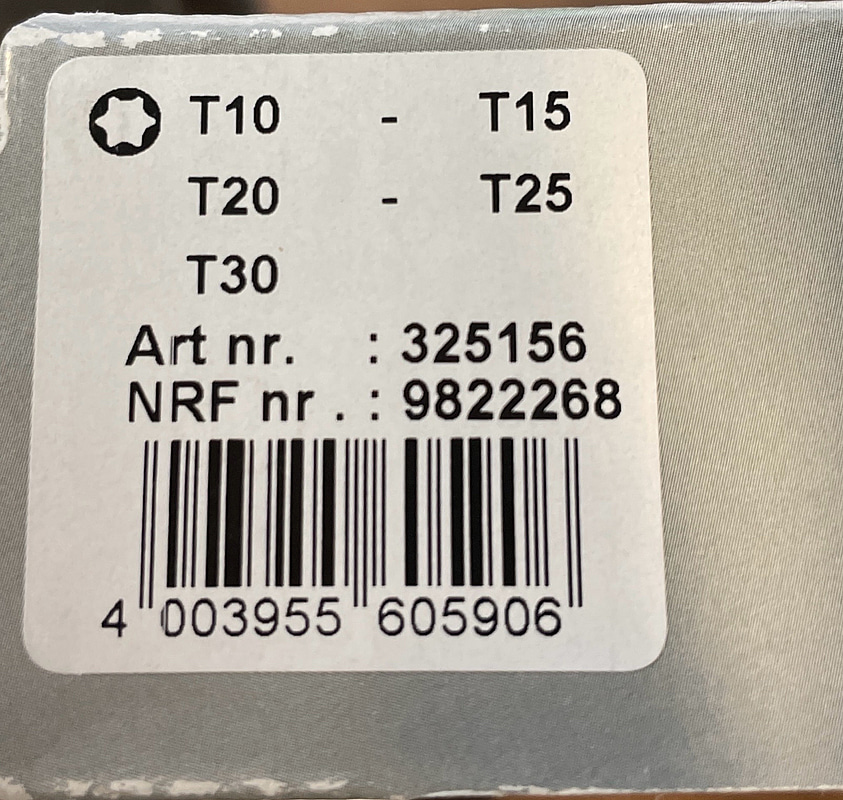 T10 - T15
T20 - T25
T30
Art nr. : 325156
NRF nr . : 9822268
4 003955 605906